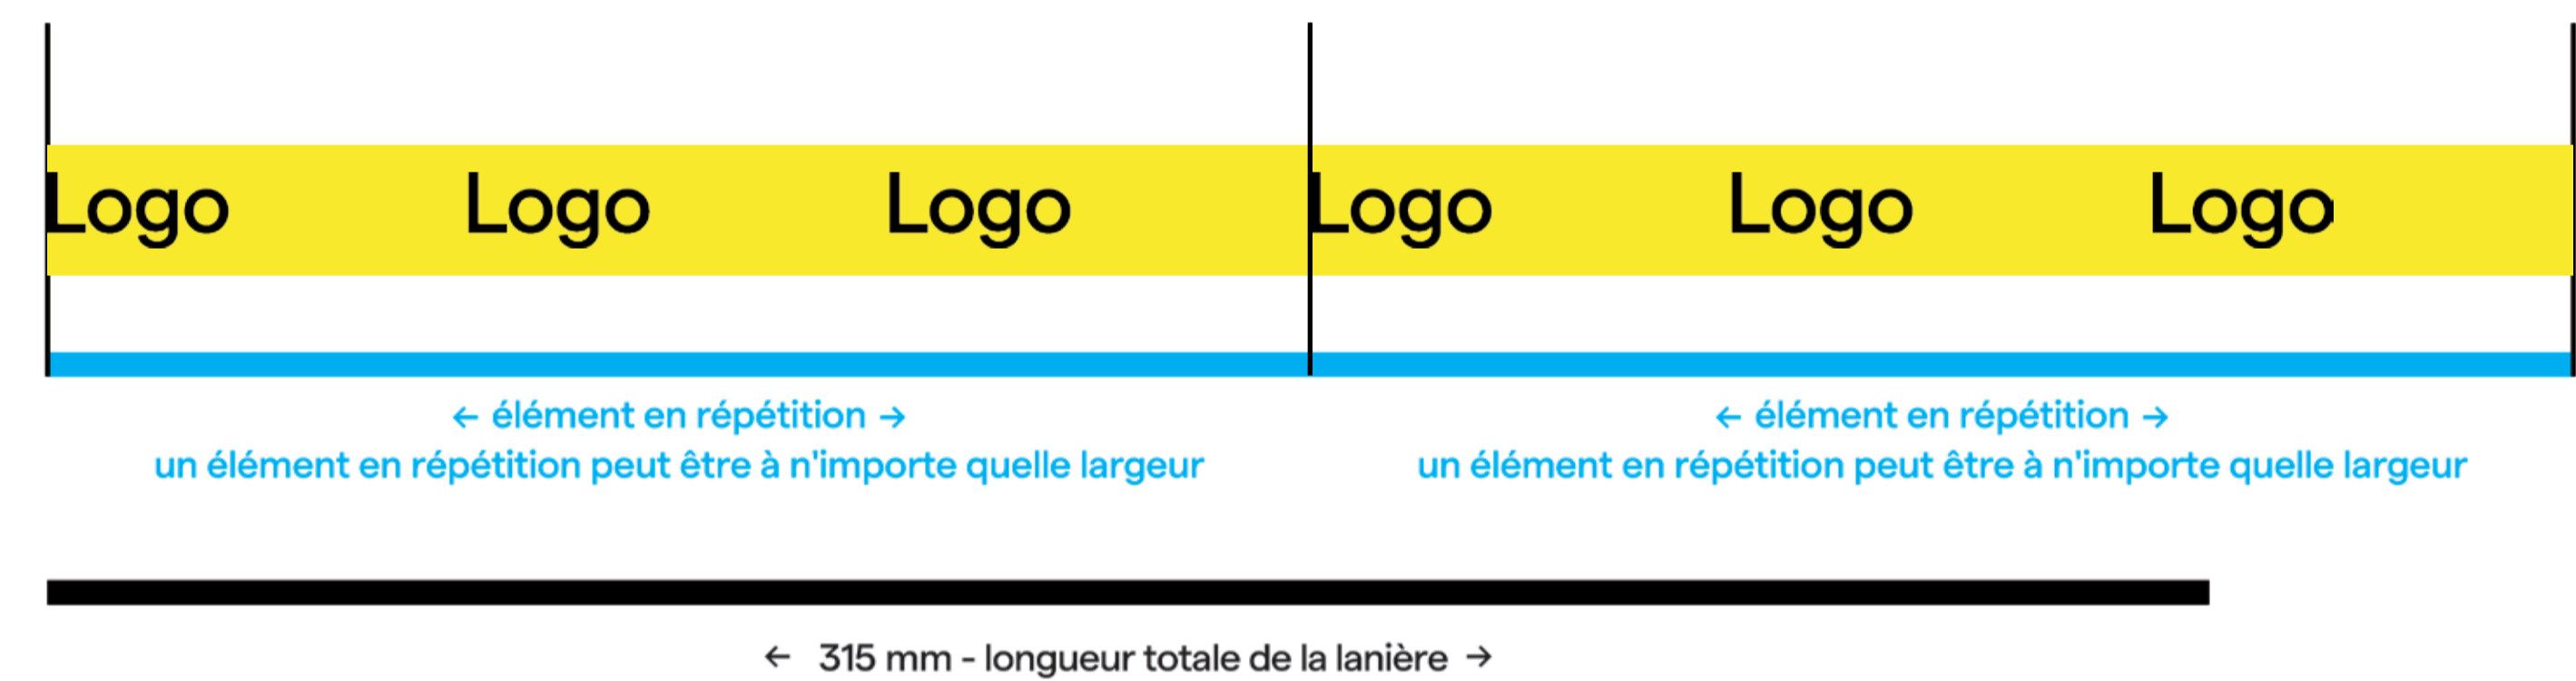 Logo Logo Logo Logo Logo Logo
← élément en répétition → ← élément en répétition →
un élément en répétition peut être à n'importe quelle largeur un élément en répétition peut être à n'importe quelle largeur
← 315 mm - longueur totale de la lanière →